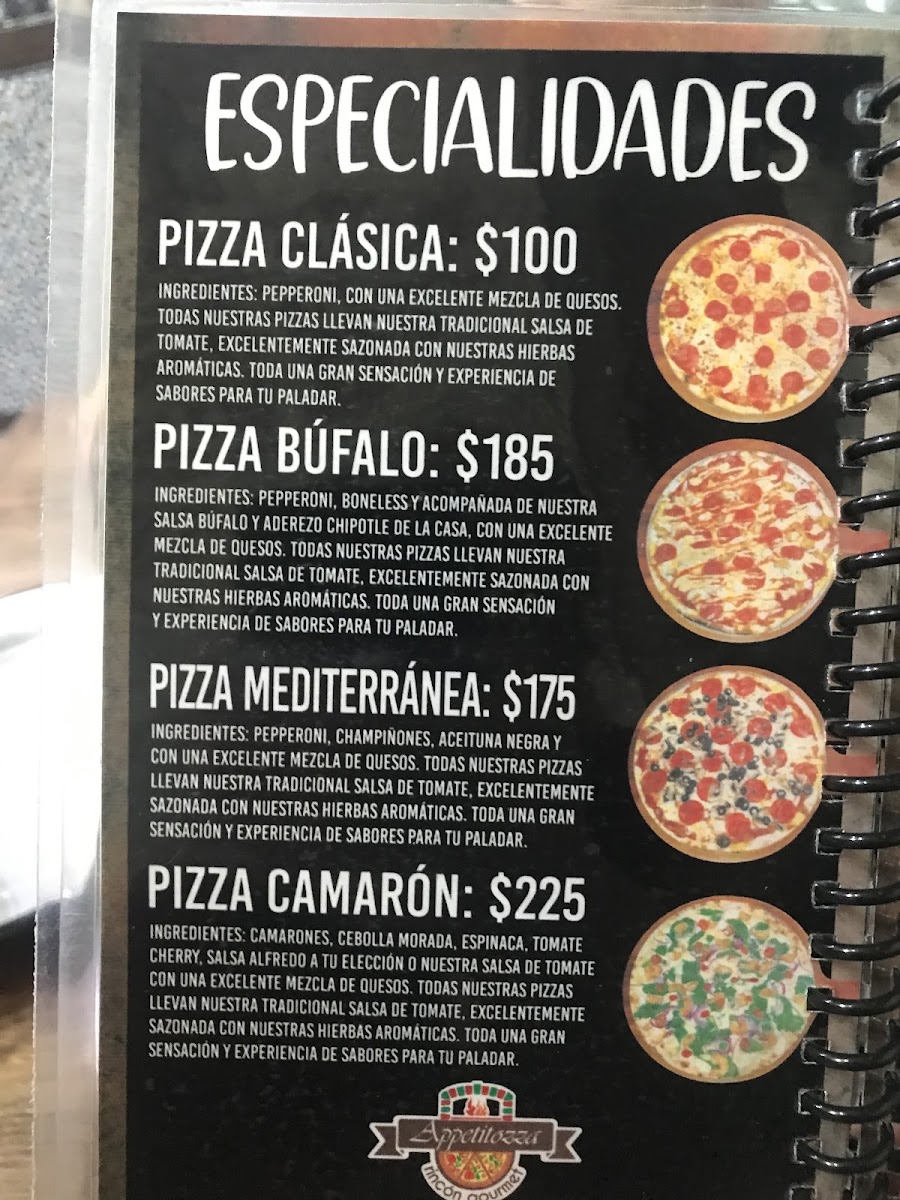 ESPECIALIDADES
PIZZA CLÁSICA: $100
INGREDIENTES: PEPPERONI, CON UNA EXCELENTE MEZCLA DE QUESOS.
TODAS NUESTRAS PIZZAS LLEVAN NUESTRA TRADICIONAL SALSA DE
TOMATE, EXCELENTEMENTE SAZONADA CON NUESTRAS HIERBAS
AROMÁTICAS. TODA UNA GRAN SENSACIÓN Y EXPERIENCIA DE
SABORES PARA TU PALADAR.
PIZZA BÚFALO: $185
INGREDIENTES: PEPPERONI, BONELESS Y ACOMPAÑADA DE NUESTRA
SALSA BÚFALO Y ADEREZO CHIPOTLE DE LA CASA, CON UNA EXCELENTE
MEZCLA DE QUESOS. TODAS NUESTRAS PIZZAS LLEVAN NUESTRA
TRADICIONAL SALSA DE TOMATE, EXCELENTEMENTE SAZONADA CON
NUESTRAS HIERBAS AROMÁTICAS. TODA UNA GRAN SENSACIÓN
Y EXPERIENCIA DE SABORES PARA TU PALADAR.
PIZZA MEDITERRÁNEA: $175
INGREDIENTES: PEPPERONI, CHAMPIÑONES, ACEITUNA NEGRA Y
CON UNA EXCELENTE MEZCLA DE QUESOS. TODAS NUESTRAS PIZZAS
LLEVAN NUESTRA TRADICIONAL SALSA DE TOMATE, EXCELENTEMENTE
SAZONADA CON NUESTRAS HIERBAS AROMÁTICAS. TODA UNA GRAN
SENSACIÓN Y EXPERIENCIA DE SABORES PARA TU PALADAR.
PIZZA CAMARÓN: $225
INGREDIENTES: CAMARONES, CEBOLLA MORADA, ESPINACA, TOMATE
CHERRY, SALSA ALFREDO A TU ELECCIÓN O NUESTRA SALSA DE TOMATE
CON UNA EXCELENTE MEZCLA DE QUESOS. TODAS NUESTRAS PIZZAS
LLEVAN NUESTRA TRADICIONAL SALSA DE TOMATE, EXCELENTEMENTE
SAZONADA CON NUESTRAS HIERBAS AROMÁTICAS. TODA UNA GRAN
SENSACIÓN Y EXPERIENCIA DE SABORES PARA TU PALADAR.
Appetitozza
rincón gourmet